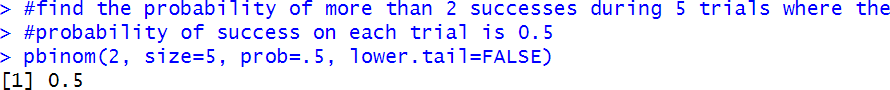 > #find the probability of more than 2 successes during 5 trials where the
> #probability of success on each trial is 0.5
> pbinom(2, size=5, prob=.5, lower.tail=FALSE)
[1] 0.5